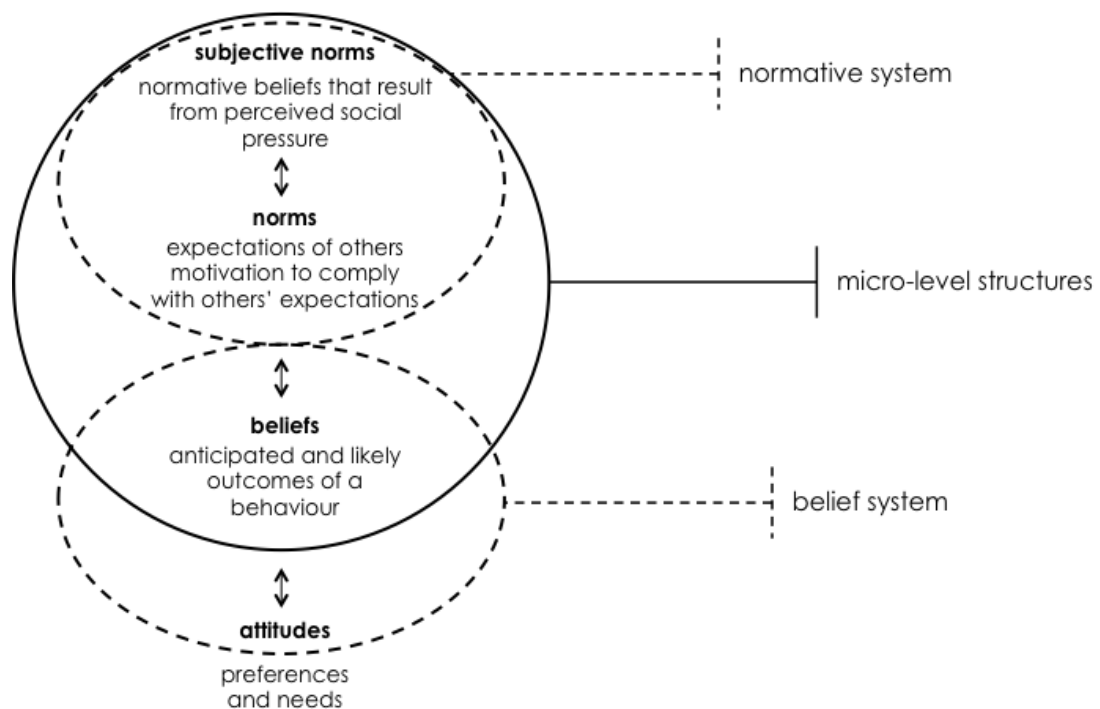 subjective norms
normative beliefs that result
from perceived social
pressure
norms
expectations of others
motivation to comply
with others’ expectations
beliefs
anticipated and likely
outcomes of a
behaviour
attitudes
preferences
and needs
normative system
micro-level structures
belief system